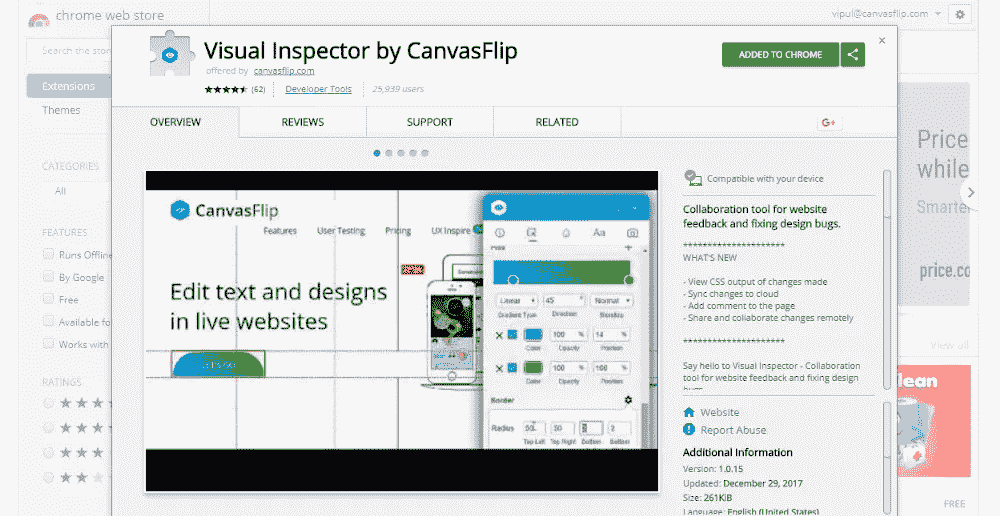 chrome web store
vipul@canvasflip.com
Search the stor
Visual Inspector by CanvasFlip
offered by canvasflip.com
(62) Developer Tools 25,939 users
ADDED TO CHROME
Extensions
Themes
OVERVIEW REVIEWS SUPPORT RELATED
G+
CATEGORIES
All
FEATURES
Runs Offline
By Google
Free
Available fo
Works with
RATINGS
CanvasFlip
Features User Testing Pricing UX Inspire
Edit text and designs
in live websites
Aa
Linear 45 Normal
Gradient Type Direction Blending
100 % 14 %
Color Opacity Position
100 % 100 %
Color Opacity Position
Border
Radius 50 50 2
Top Left Top Right Bottom Bottom
Compatible with your device
Collaboration tool for website
feedback and fixing design bugs.
*********************
WHAT'S NEW
- View CSS output of changes made
- Sync changes to cloud
- Add comment to the page
- Share and collaborate changes remotely
*********************
Say hello to Visual Inspector - Collaboration
tool for website feedback and fixing design
Website
Report Abuse
Additional Information
Version: 1.0.15
Updated: December 29, 2017
Size: 261KiB
Language: English (United States)
Price
while
Smarte
price.co
View all
lean
FREE